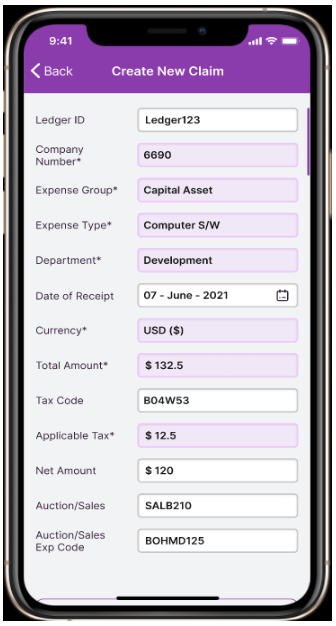 9:41
Back Create New Claim
Ledger ID Ledger123
Company
Number* 6690
Expense Group* Capital Asset
Expense Type* Computer S/W
Department* Development
Date of Receipt 07 - June - 2021
Currency* USD ($)
Total Amount* $ 132.5
Tax Code B04W53
Applicable Tax* $ 12.5
Net Amount $ 120
Auction/Sales SALB210
Auction/Sales
Exp Code BOHMD125